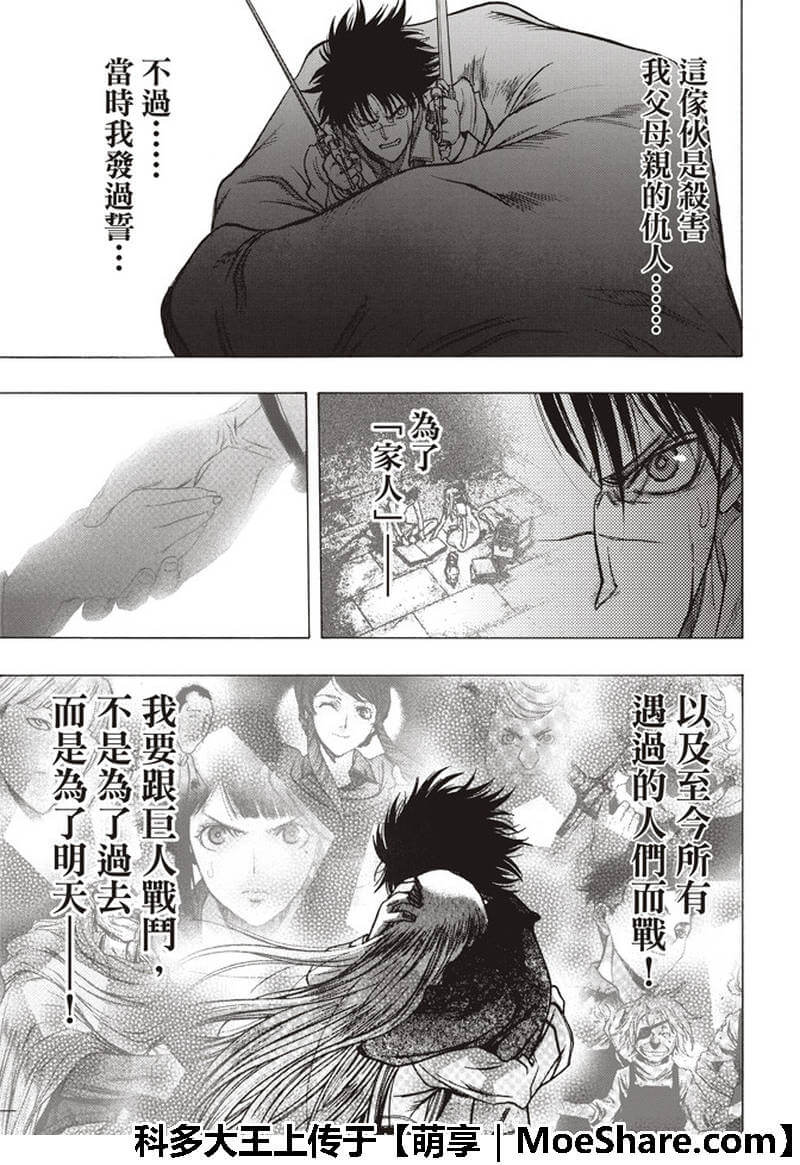 這傢伙是殺害
我父母親的仇人……
不過……
當時我發過誓…
為了
「家人」——
以及至今所有
遇過的人們而戰！
我要跟巨人戰鬥，
不是為了過去
而是為了明天——！
科多大王上传于【萌享】|MoeShare.com